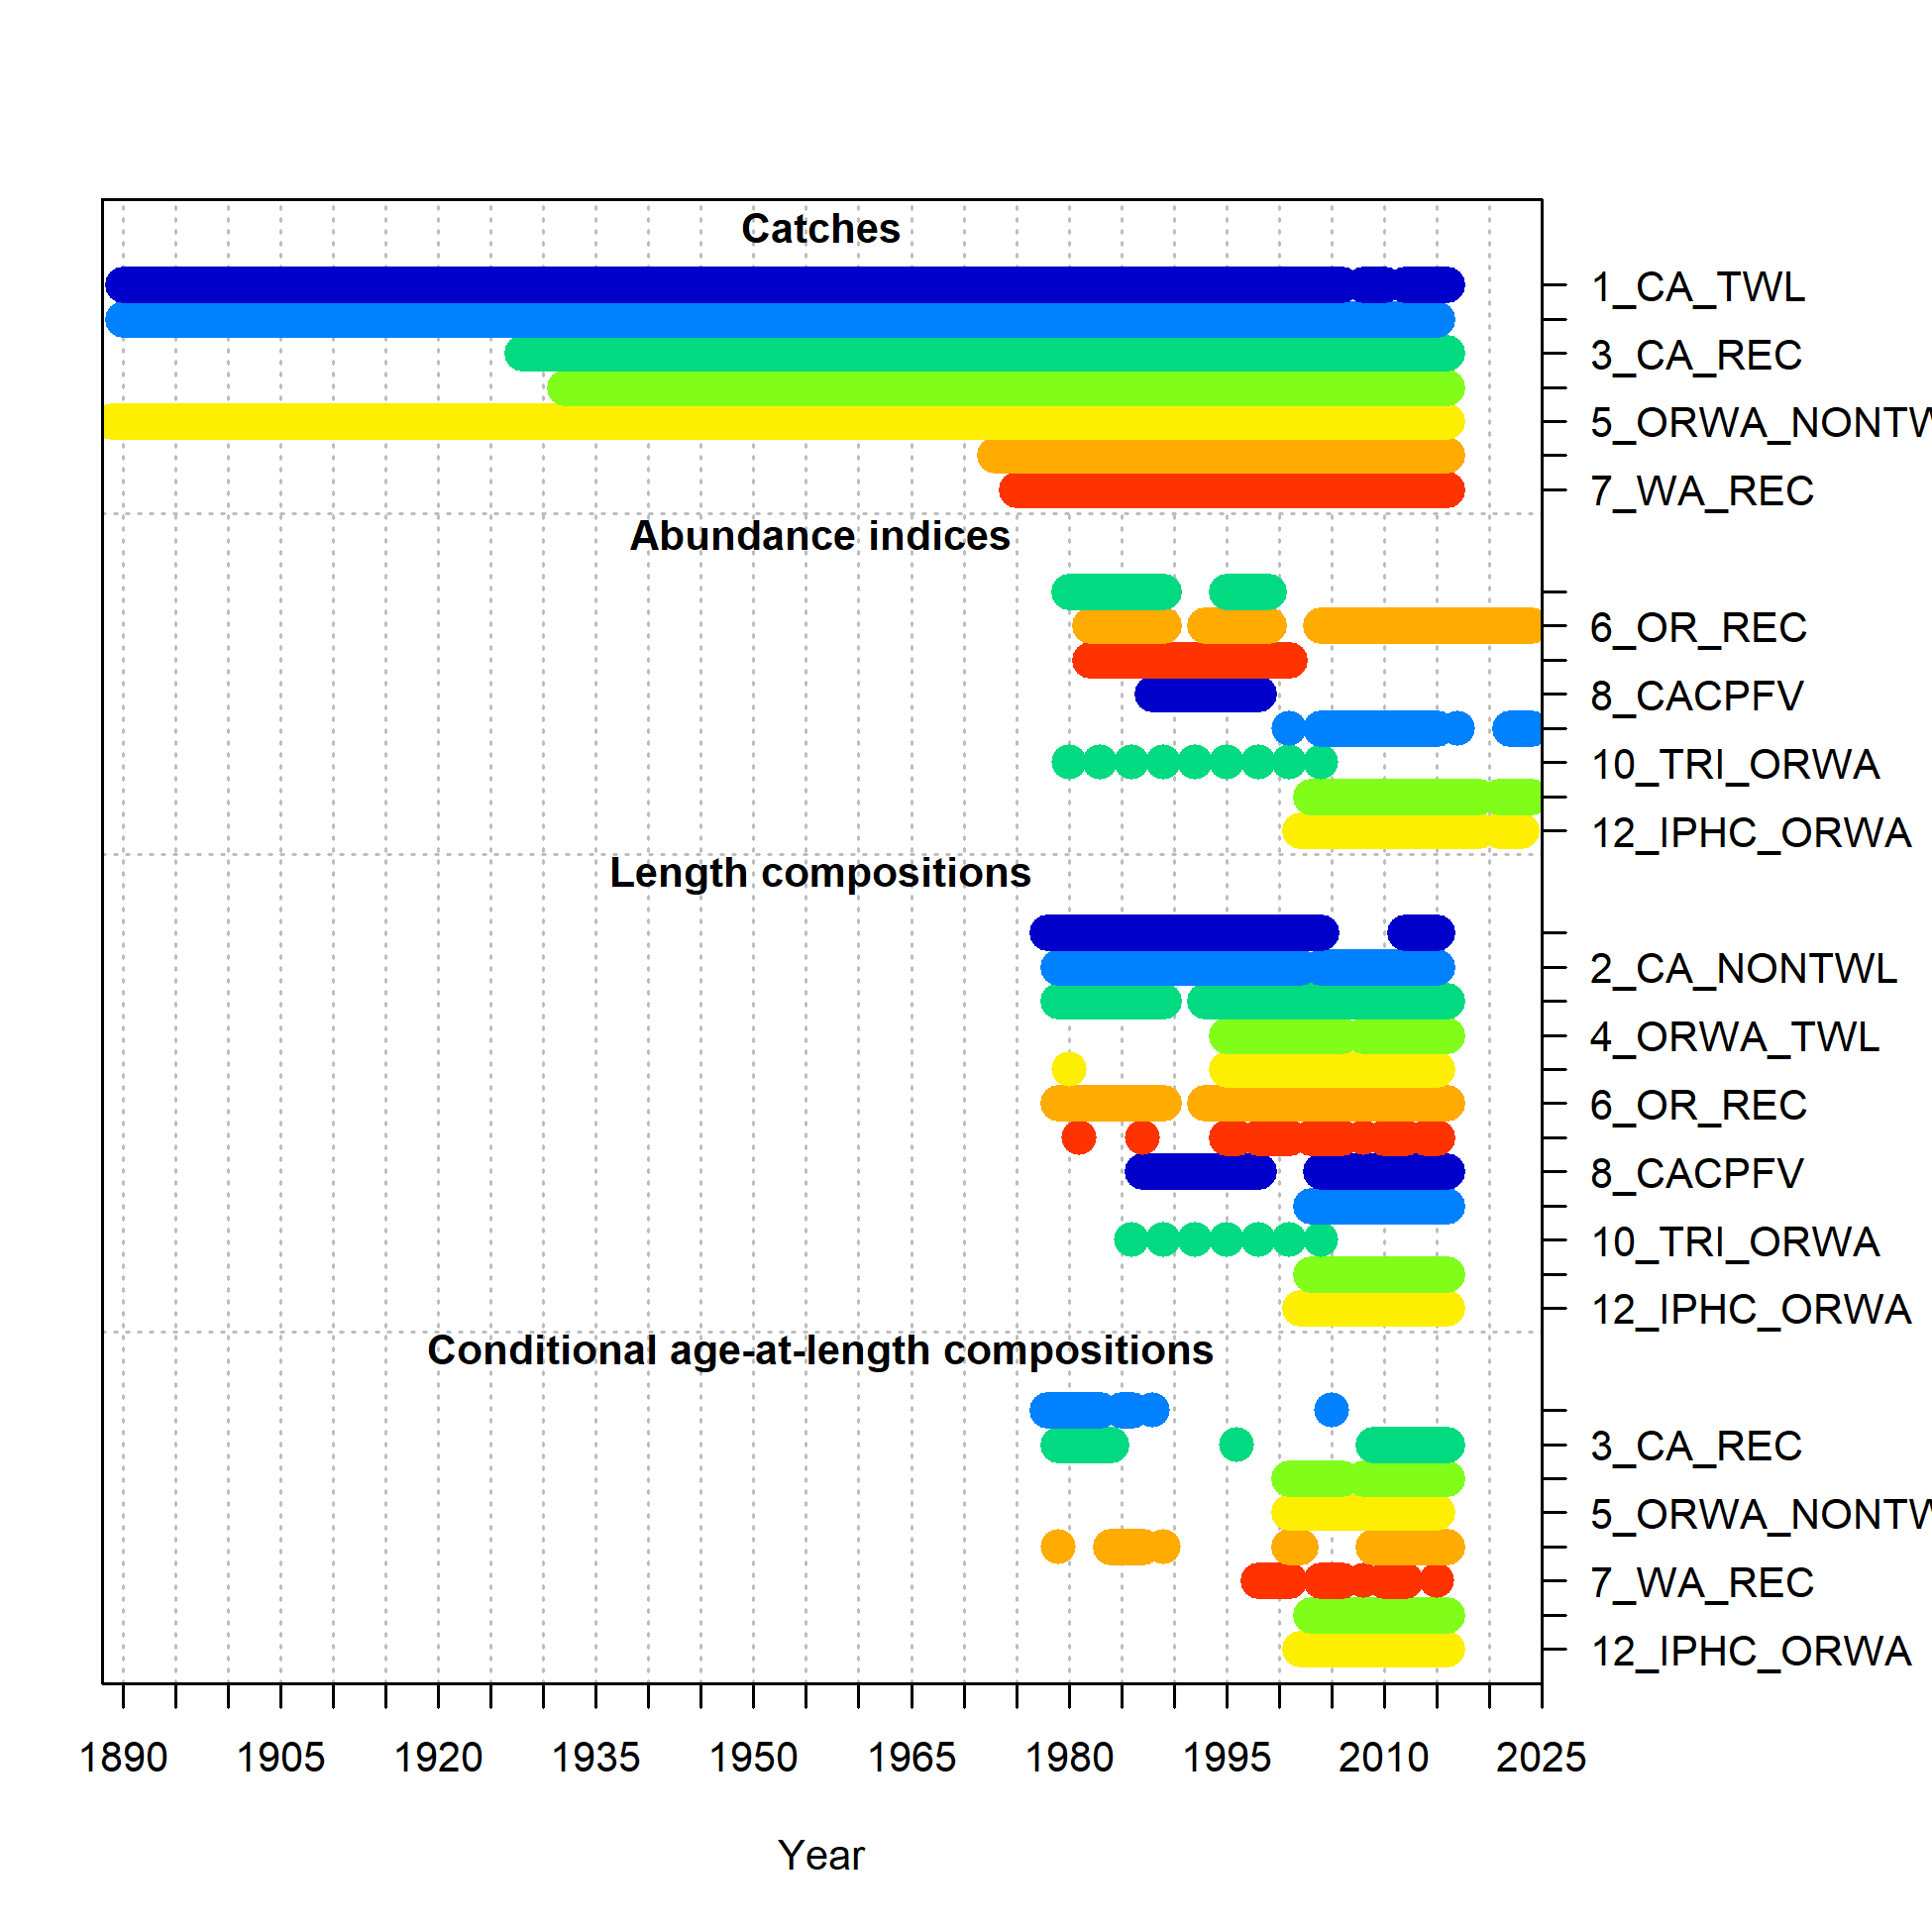 Catches
1_CA_TWL
3_CA_REC
5_ORWA_NONTW
7_WA_REC
Abundance indices
6_OR_REC
8_CACPFV
10_TRI_ORWA
12_IPHC_ORWA
Length compositions
2_CA_NONTWL
4_ORWA_TWL
6_OR_REC
8_CACPFV
10_TRI_ORWA
12_IPHC_ORWA
Conditional age-at-length compositions
3_CA_REC
5_ORWA_NONTW
7_WA_REC
12_IPHC_ORWA
1890 1905 1920 1935 1950 1965 1980 1995 2010 2025
Year